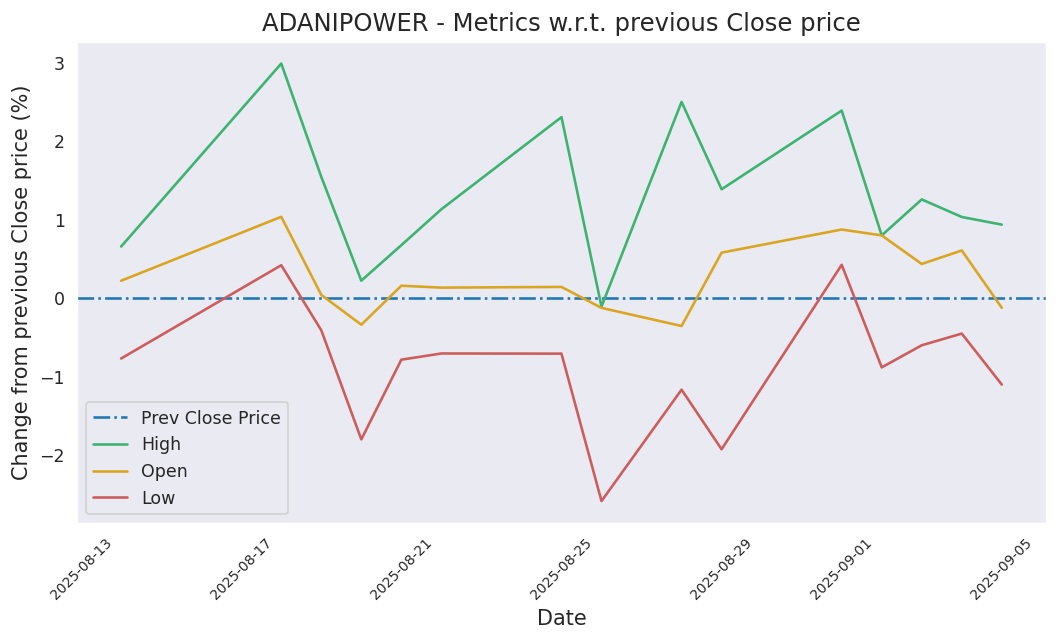 ADANIPOWER - Metrics w.r.t. previous Close price
Change from previous Close price (%)
3
2
1
0
−1
−2
Prev Close Price
High
Open
Low
2025-08-13
2025-08-17
2025-08-21
2025-08-25
2025-08-29
2025-09-01
2025-09-05
Date